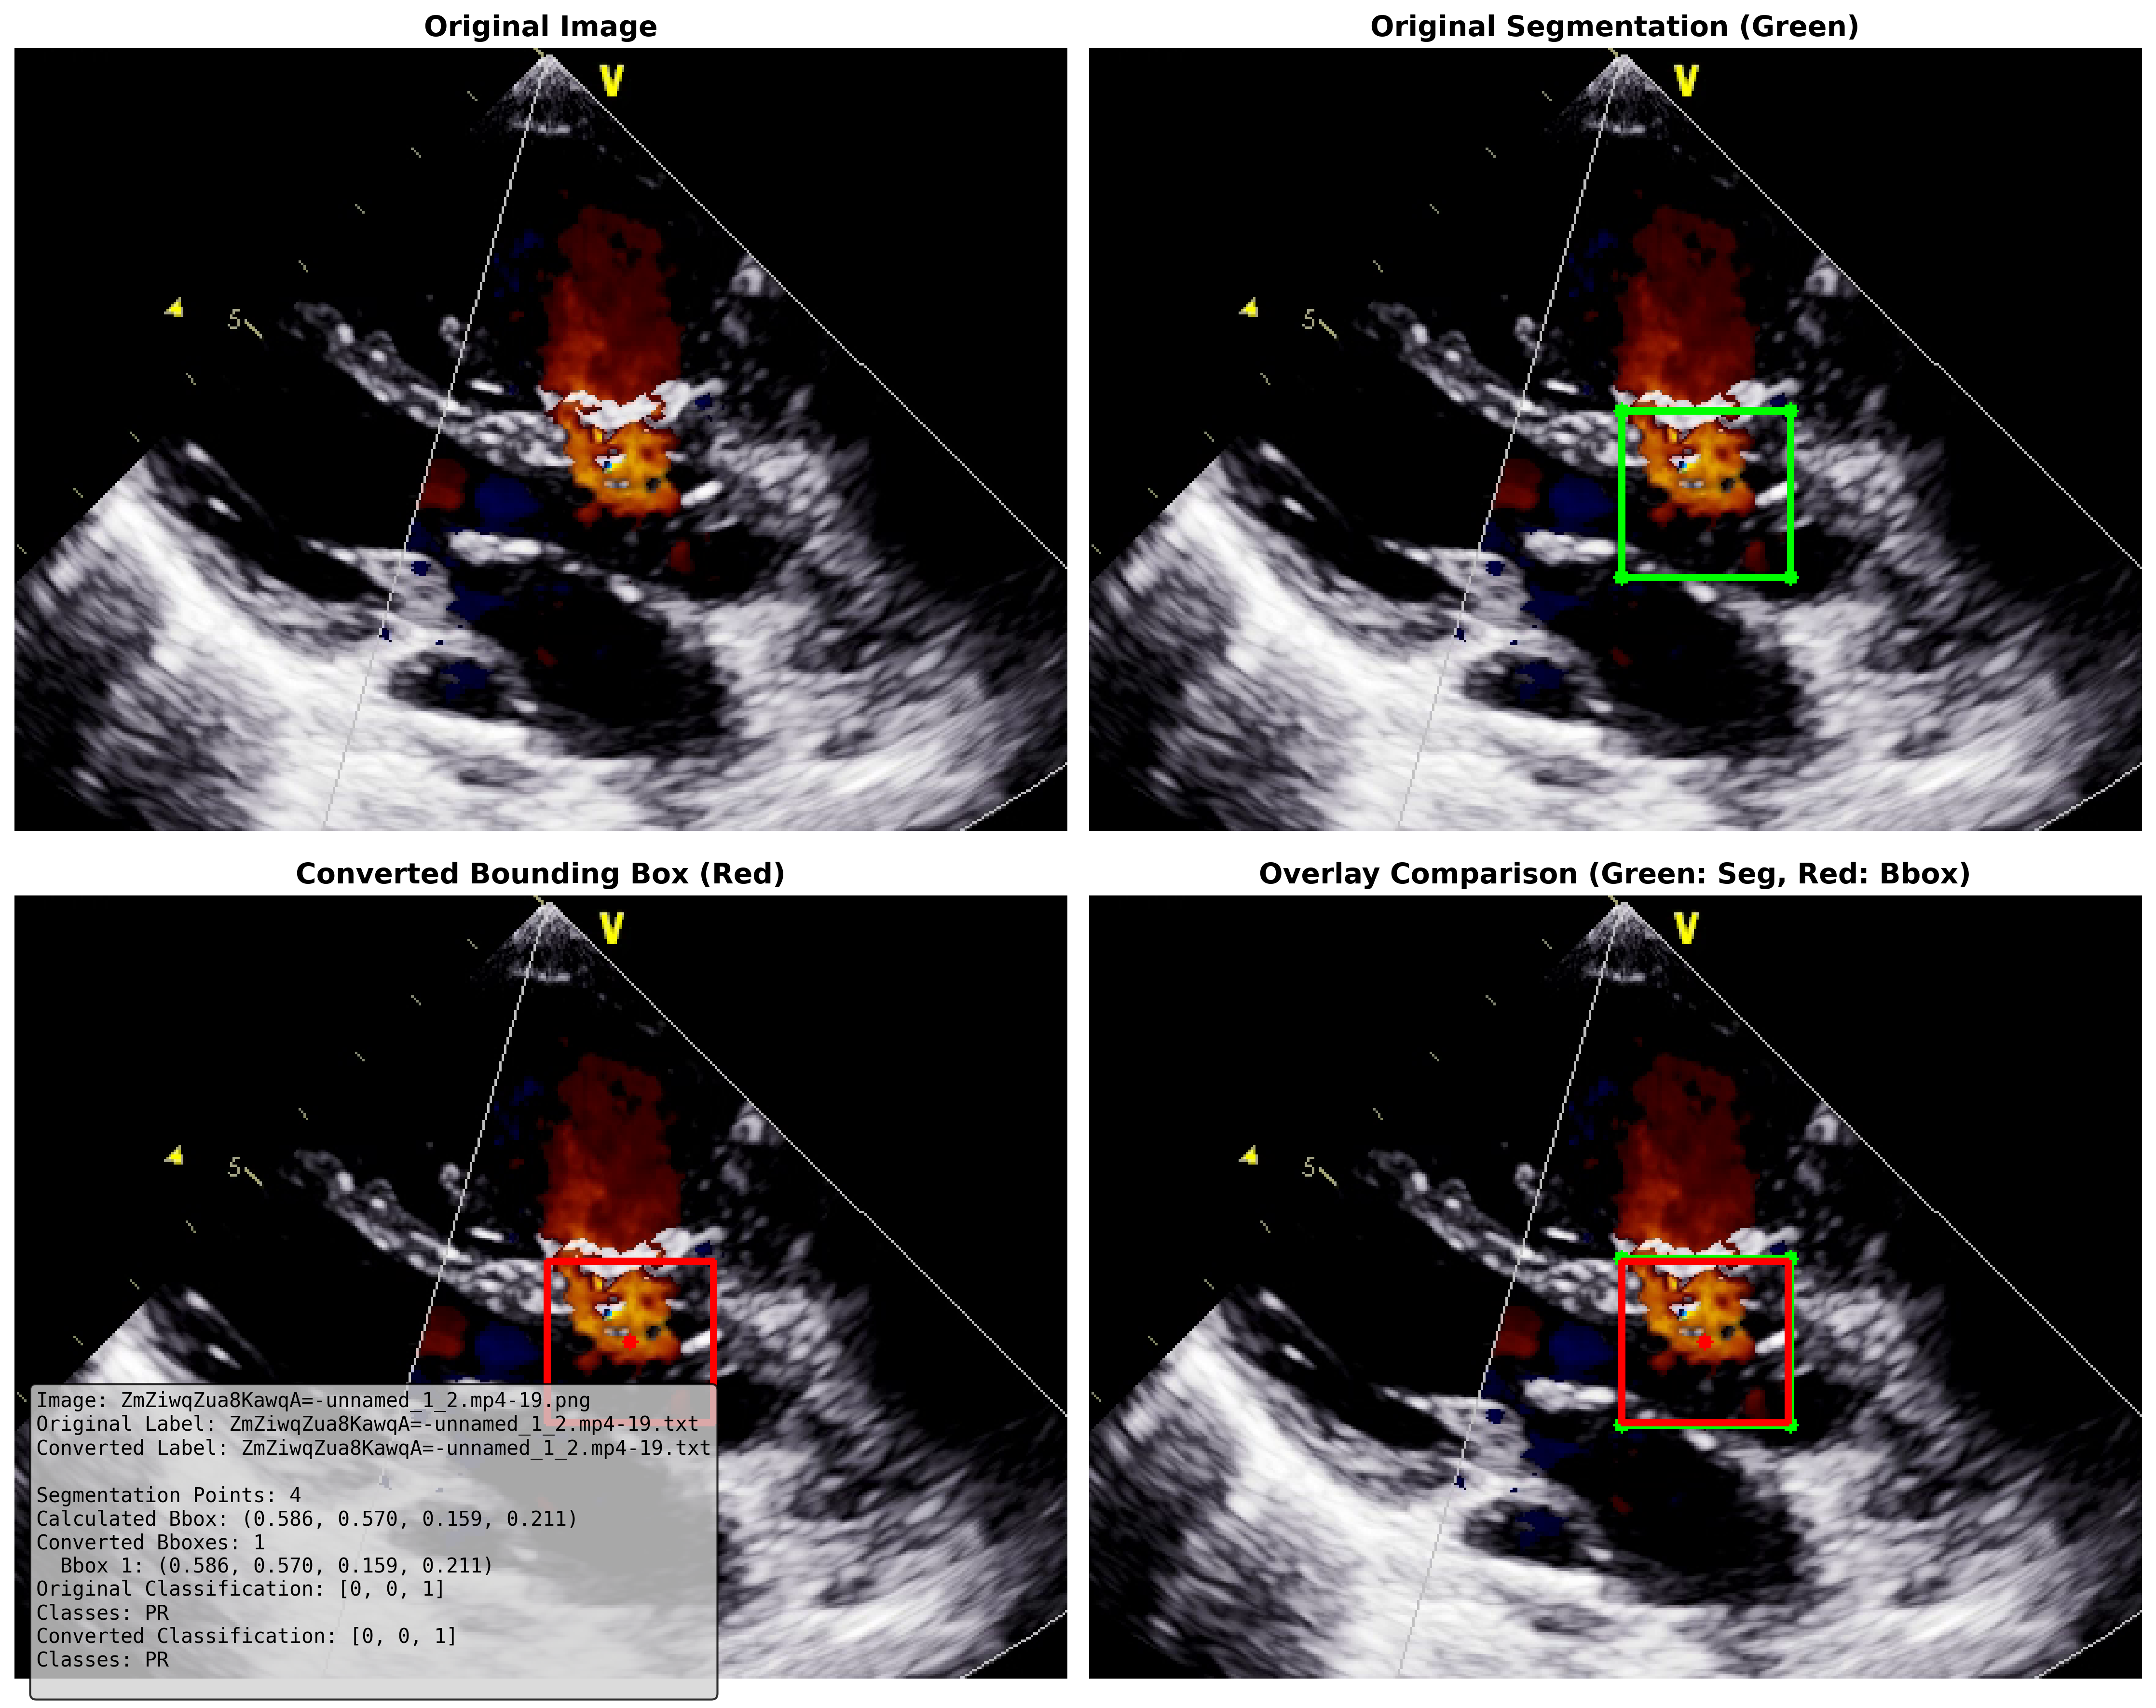 Original Image
Original Segmentation (Green)
V
5
V
5
Converted Bounding Box (Red)
Overlay Comparison (Green: Seg, Red: Bbox)
V
5
V
5
Image: ZmZiwqZua8KawqA=-unnamed_1_2.mp4-19.png
Original Label: ZmZiwqZua8KawqA=-unnamed_1_2.mp4-19.txt
Converted Label: ZmZiwqZua8KawqA=-unnamed_1_2.mp4-19.txt
Segmentation Points: 4
Calculated Bbox: (0.586, 0.570, 0.159, 0.211)
Converted Bboxes: 1
Bbox 1: (0.586, 0.570, 0.159, 0.211)
Original Classification: [0, 0, 1]
Classes: PR
Converted Classification: [0, 0, 1]
Classes: PR